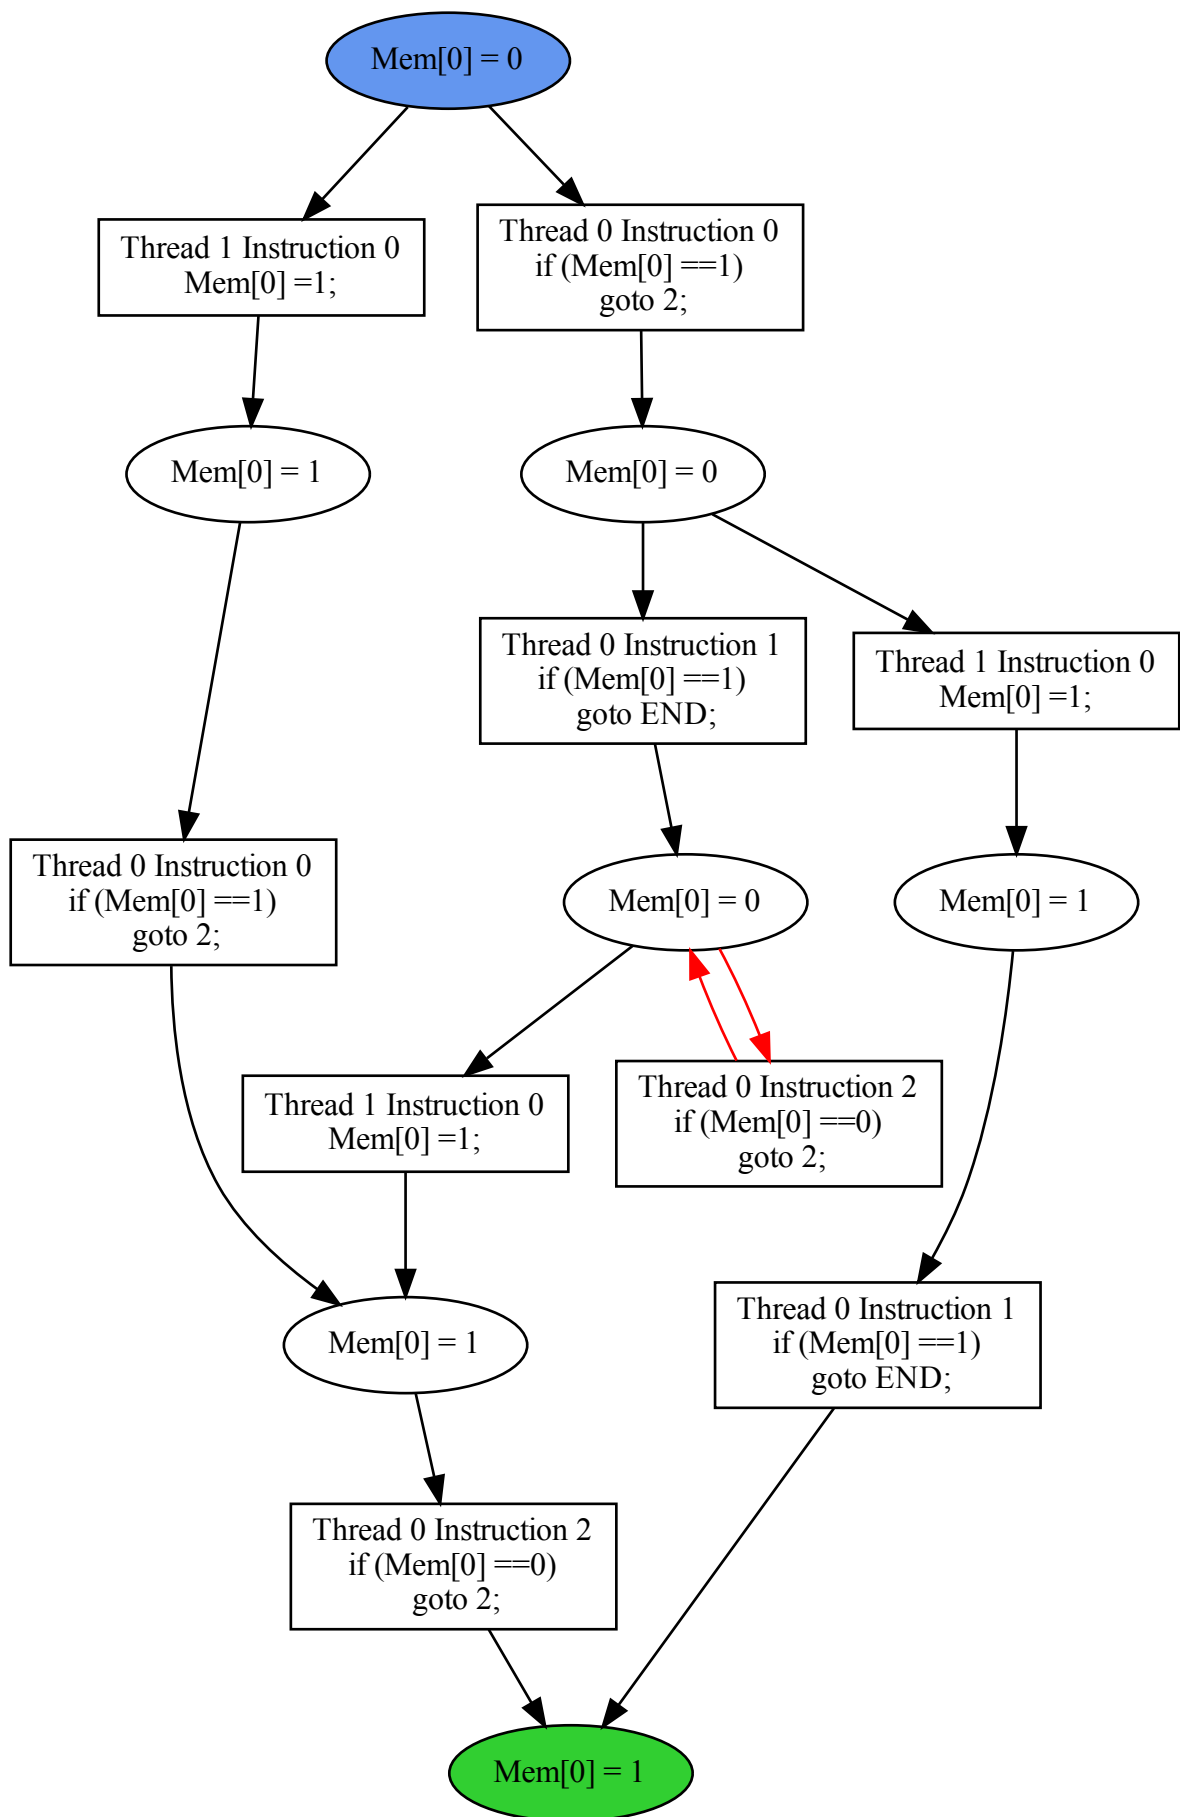 Mem[0] = 0
Thread 1 Instruction 0
Mem[0] =1;
Thread 0 Instruction 0
if (Mem[0] ==1)
goto 2;
Mem[0] = 1
Mem[0] = 0
Thread 0 Instruction 1
if (Mem[0] ==1)
goto END;
Thread 1 Instruction 0
Mem[0] =1;
Thread 0 Instruction 0
if (Mem[0] ==1)
goto 2;
Mem[0] = 0
Mem[0] = 1
Thread 1 Instruction 0
Mem[0] =1;
Thread 0 Instruction 2
if (Mem[0] ==0)
goto 2;
Mem[0] = 1
Thread 0 Instruction 1
if (Mem[0] ==1)
goto END;
Thread 0 Instruction 2
if (Mem[0] ==0)
goto 2;
Mem[0] = 1